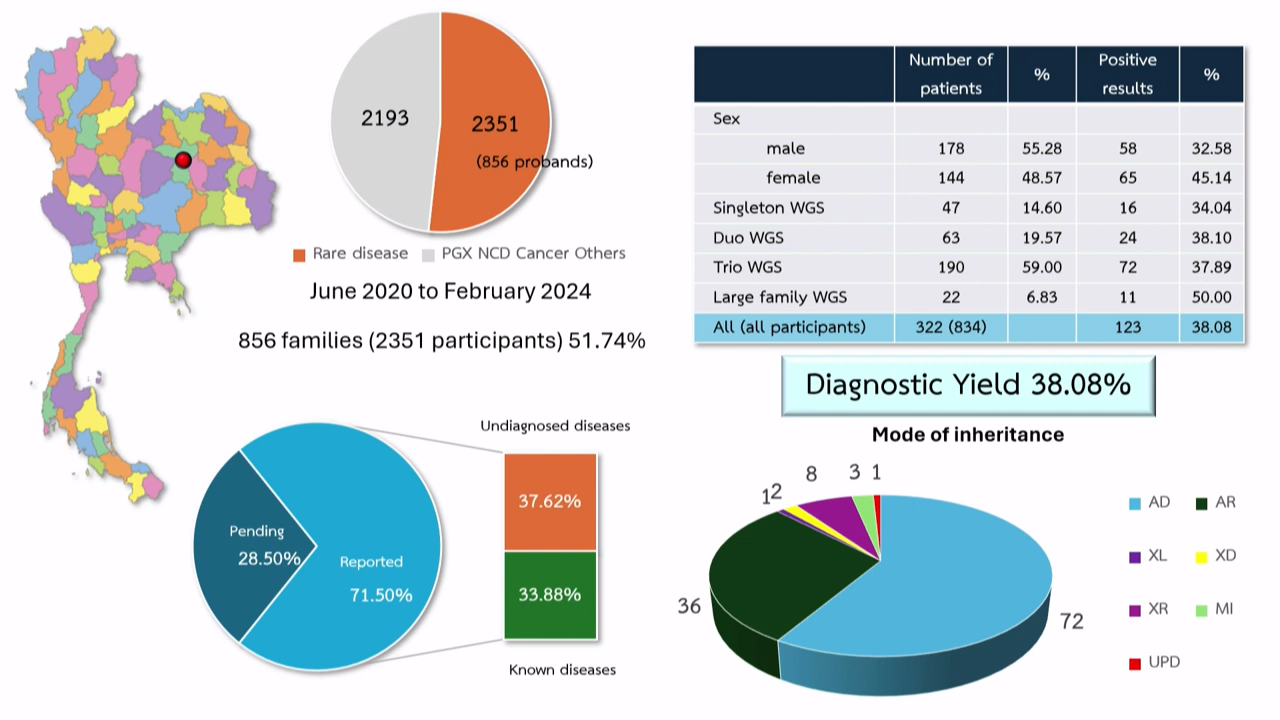 2193
2351
(856 probands)
Rare disease
PGX NCD Cancer Others
June 2020 to February 2024
856 families (2351 participants) 51.74%
Number of patients % Positive results %
Sex
male 178 55.28 58 32.58
female 144 48.57 65 45.14
Singleton WGS 47 14.60 16 34.04
Duo WGS 63 19.57 24 38.10
Trio WGS 190 59.00 72 37.89
Large family WGS 22 6.83 11 50.00
All (all participants) 322 (834) 123 38.08
Diagnostic Yield 38.08%
Pending
28.50%
Reported
71.50%
Undiagnosed diseases
37.62%
33.88%
Known diseases
Mode of inheritance
36
1
2
8
3
1
72
AD
AR
XL
XD
XR
MI
UPD